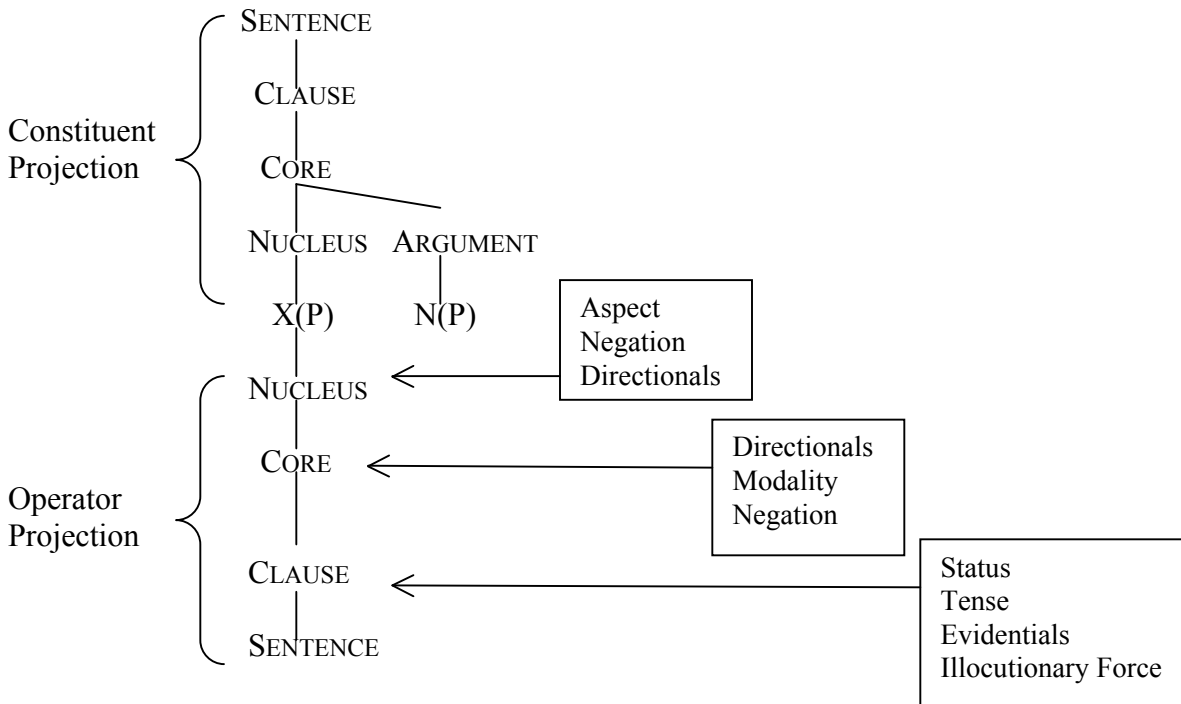 SENTENCE
CLAUSE
Constituent
Projection
CORE
NUCLEUS ARGUMENT
X(P) N(P)
Aspect
Negation
Directionals
NUCLEUS
CORE
Directionals
Modality
Negation
Operator
Projection
CLAUSE
Status
Tense
Evidentials
Illocutionary Force
SENTENCE